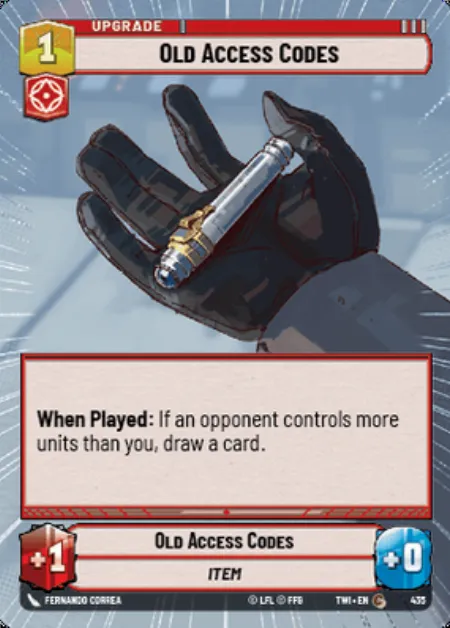 UPGRADE
1
OLD ACCESS CODES
When Played: If an opponent controls more
units than you, draw a card.
+1
OLD ACCESS CODES
+0
ITEM
FERNANDO CORREA
© LFL © FFG
TWI • EN
435